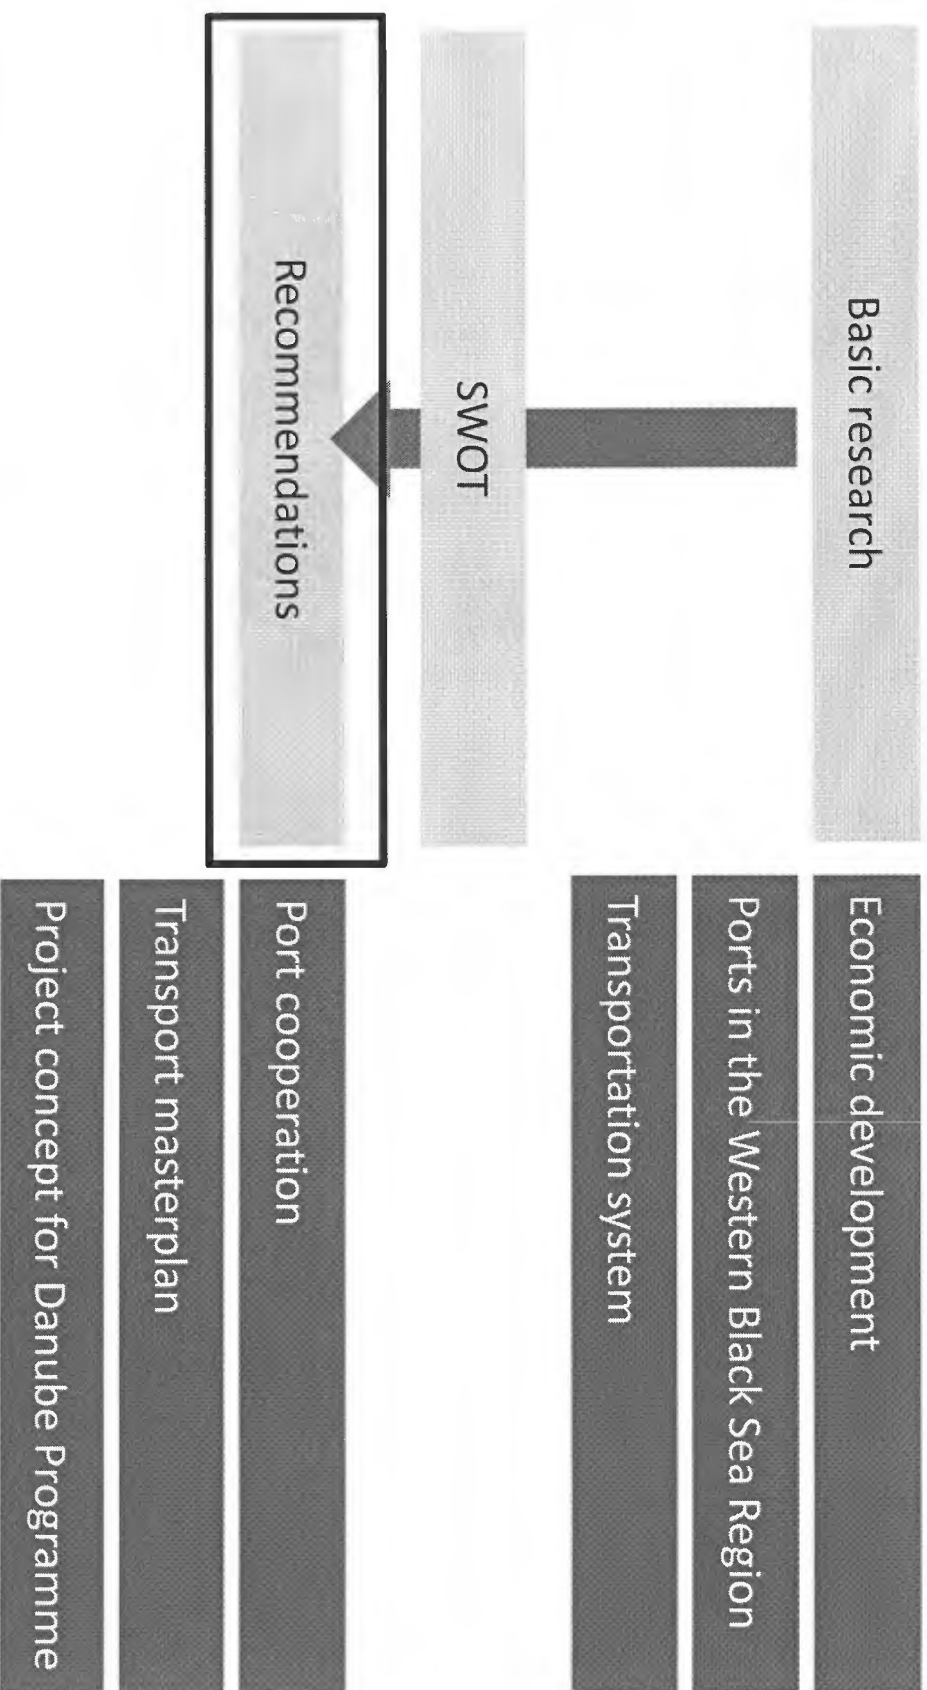 Basic research
Economic development
Ports in the Western Black Sea Region
Transportation system
SWOT
Recommendations
Port cooperation
Transport masterplan
Project concept for Danube Programme